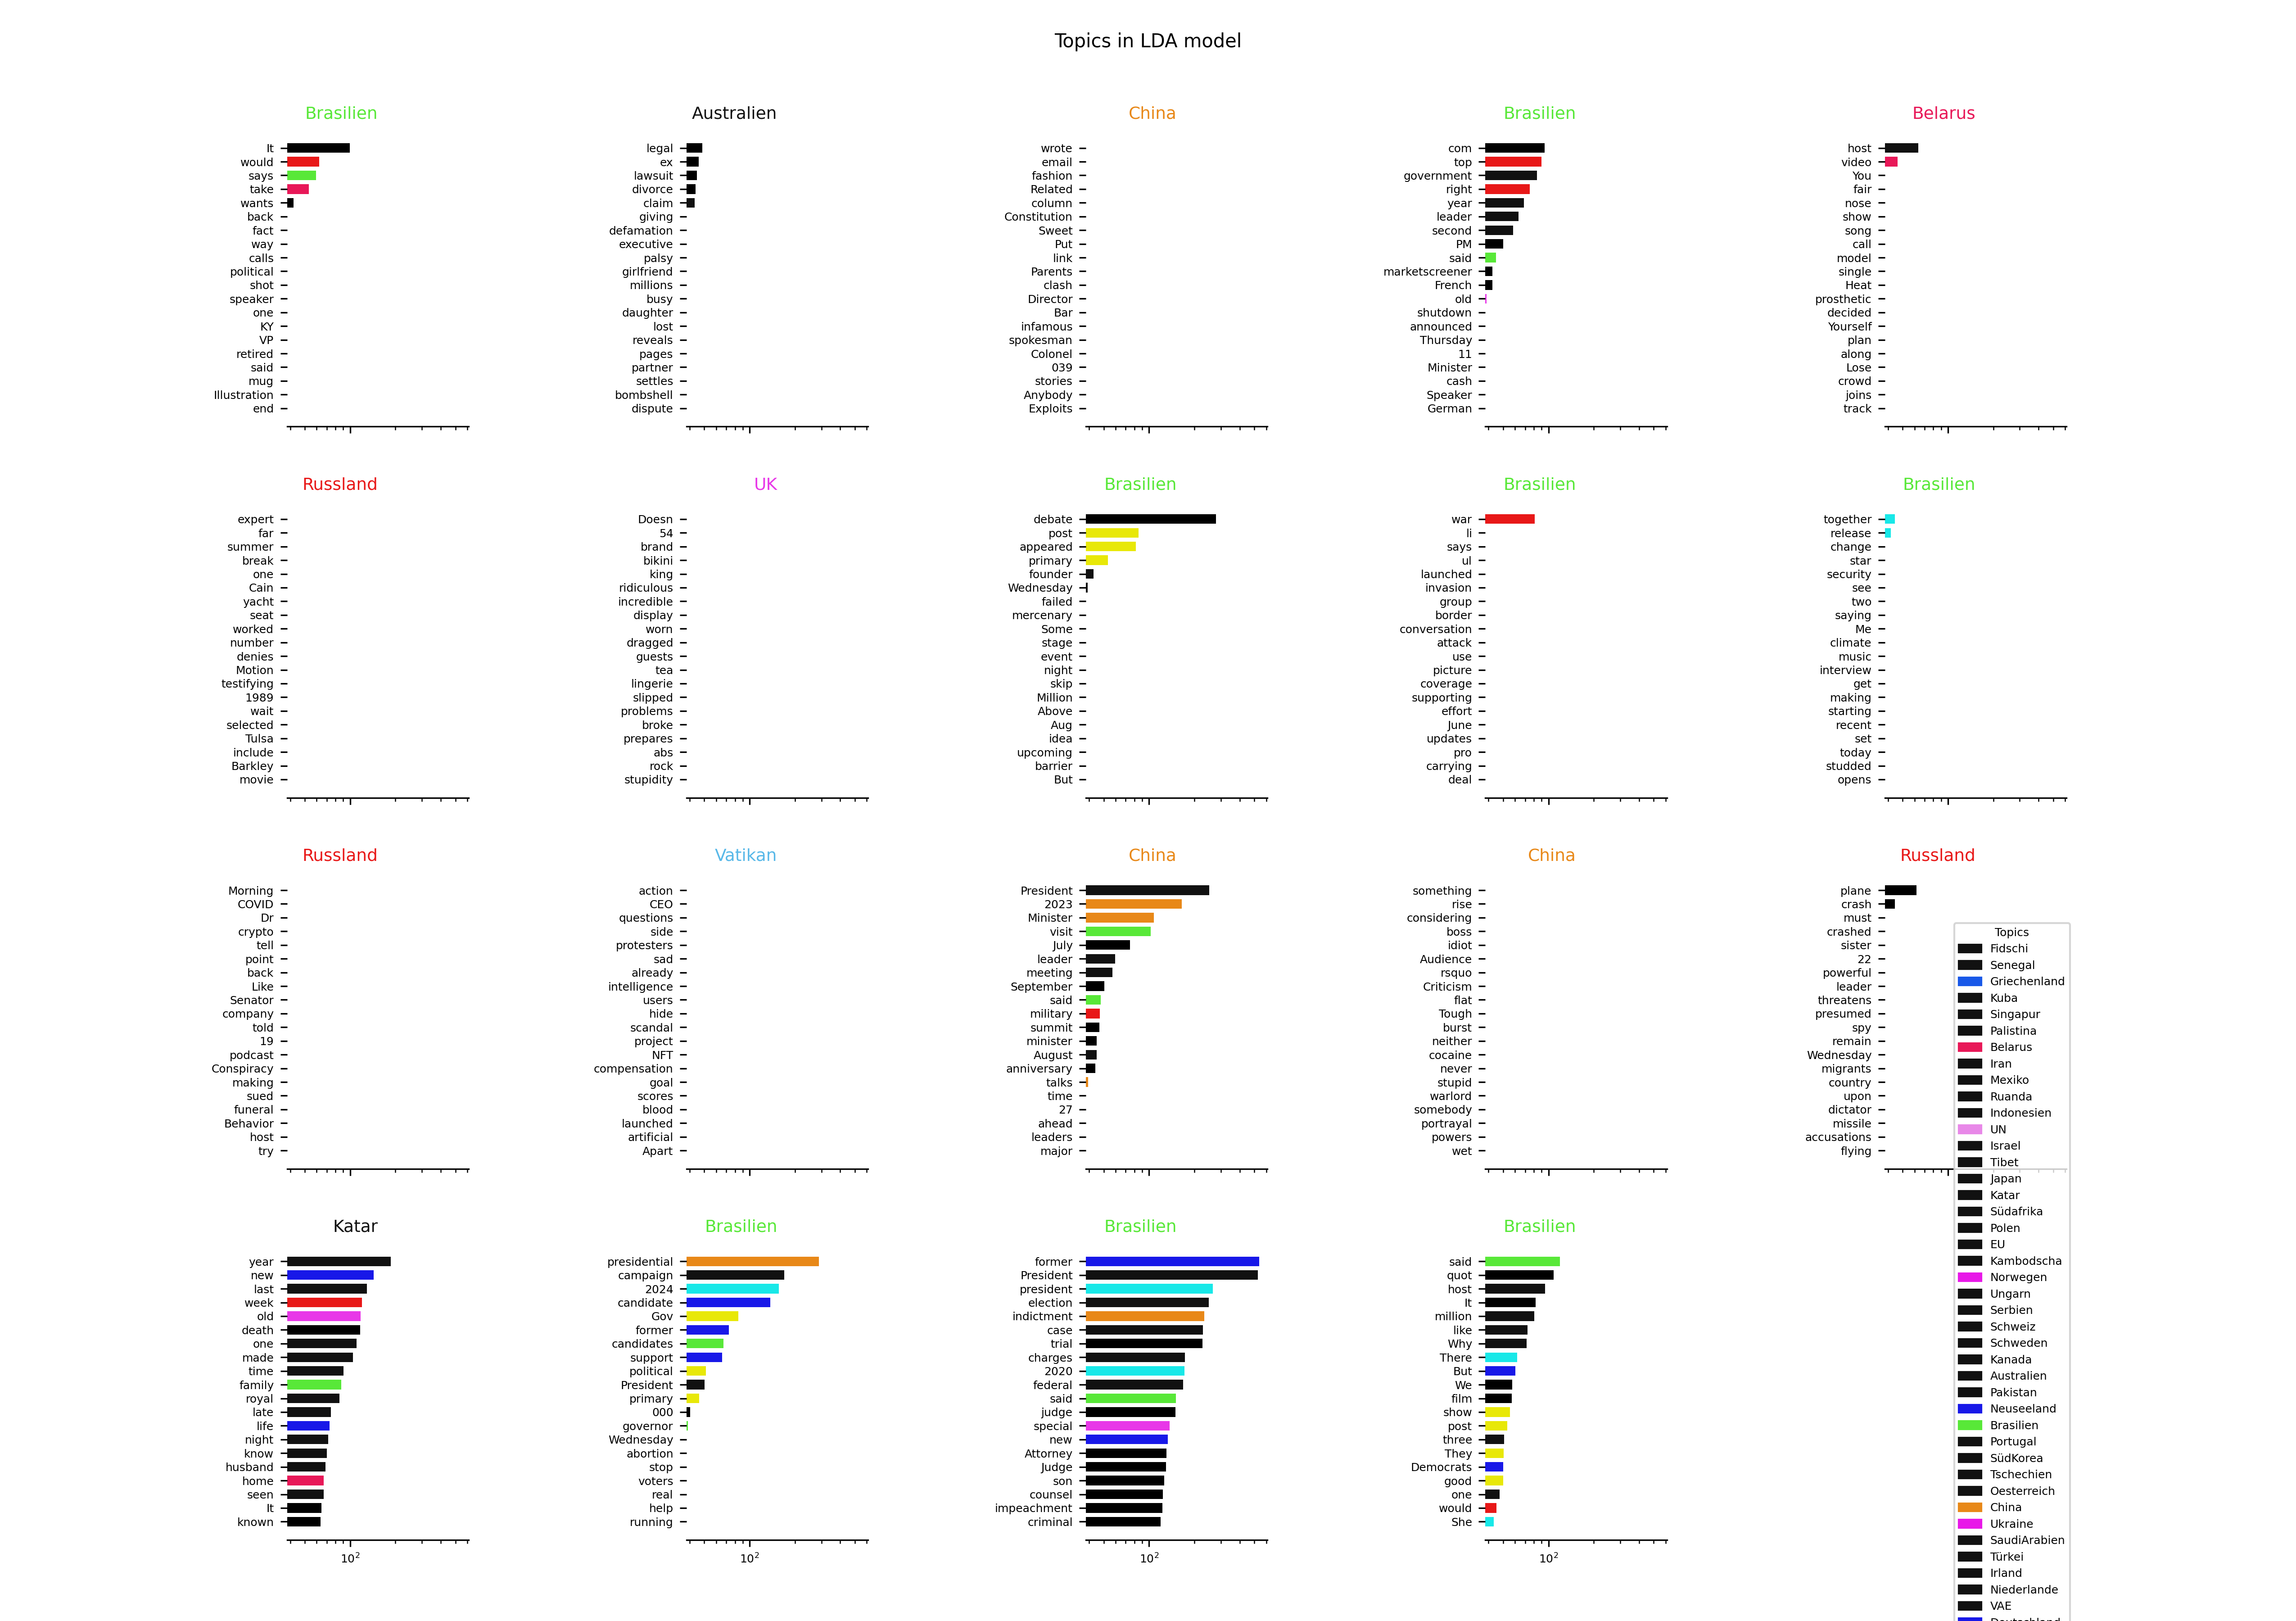 Topics in LDA model
Brasilien
It
would
says
take
wants
back
fact
way
calls
political
shot
speaker
one
KY
VP
retired
said
mug
Illustration
end
Australien
legal
ex
lawsuit
divorce
claim
giving
defamation
executive
palsy
girlfriend
millions
busy
daughter
lost
reveals
pages
partner
settles
bombshell
dispute
China
wrote
email
fashion
Related
column
Constitution
Sweet
Put
link
Parents
clash
Director
Bar
infamous
spokesman
Colonel
039
stories
Anybody
Exploits
Brasilien
com
top
government
right
year
leader
second
PM
said
marketscreener
French
old
shutdown
announced
Thursday
11
Minister
cash
Speaker
German
Belarus
host
video
You
fair
nose
show
song
call
model
single
Heat
prosthetic
decided
Yourself
plan
along
Lose
crowd
joins
track
Russland
expert
far
summer
break
one
Cain
yacht
seat
worked
number
denies
Motion
testifying
1989
wait
selected
Tulsa
include
Barkley
movie
UK
Doesn
54
brand
bikini
king
ridiculous
incredible
display
worn
dragged
guests
tea
lingerie
slipped
problems
broke
prepares
abs
rock
stupidity
Brasilien
debate
post
appeared
primary
founder
Wednesday
failed
mercenary
Some
stage
event
night
skip
Million
Above
Aug
idea
upcoming
barrier
But
Brasilien
war
li
says
ul
launched
invasion
group
border
conversation
attack
use
picture
coverage
supporting
effort
June
updates
pro
carrying
deal
Brasilien
together
release
change
star
security
see
two
saying
Me
climate
music
interview
get
making
starting
recent
set
today
studded
opens
Russland
Morning
COVID
Dr
crypto
tell
point
back
Like
Senator
company
told
19
podcast
Conspiracy
making
sued
funeral
Behavior
host
try
Vatikan
action
CEO
questions
side
protesters
sad
already
intelligence
users
hide
scandal
project
NFT
compensation
goal
scores
blood
launched
artificial
Apart
China
President
2023
Minister
visit
July
leader
meeting
September
said
military
summit
minister
August
anniversary
talks
time
27
ahead
leaders
major
China
something
rise
considering
boss
idiot
Audience
rsquo
Criticism
flat
Tough
burst
neither
cocaine
never
stupid
warlord
somebody
portrayal
powers
wet
Russland
plane
crash
must
crashed
sister
22
powerful
leader
threatens
presumed
spy
remain
Wednesday
migrants
country
upon
dictator
missile
accusations
flying
Katar
year
new
last
week
old
death
one
made
time
family
royal
late
life
night
know
husband
home
seen
It
known
10²
Brasilien
presidential
campaign
2024
candidate
Gov
former
candidates
support
political
President
primary
000
governor
Wednesday
abortion
stop
voters
real
help
running
10²
Brasilien
former
President
president
election
indictment
case
trial
charges
2020
federal
said
judge
special
new
Attorney
Judge
son
counsel
impeachment
criminal
10²
Brasilien
said
quot
host
It
million
like
Why
There
But
We
film
show
post
three
They
Democrats
good
one
would
She
10²
Topics
Fidschi
Senegal
Griechenland
Kuba
Singapur
Palistina
Belarus
Iran
Mexiko
Ruanda
Indonesien
UN
Israel
Tibet
Japan
Katar
Südafrika
Polen
EU
Kambodscha
Norwegen
Ungarn
Serbien
Schweiz
Schweden
Kanada
Australien
Pakistan
Neuseeland
Brasilien
Portugal
SüdKorea
Tschechien
Oesterreich
China
Ukraine
SaudiArabien
Türkei
Irland
Niederlande
VAE